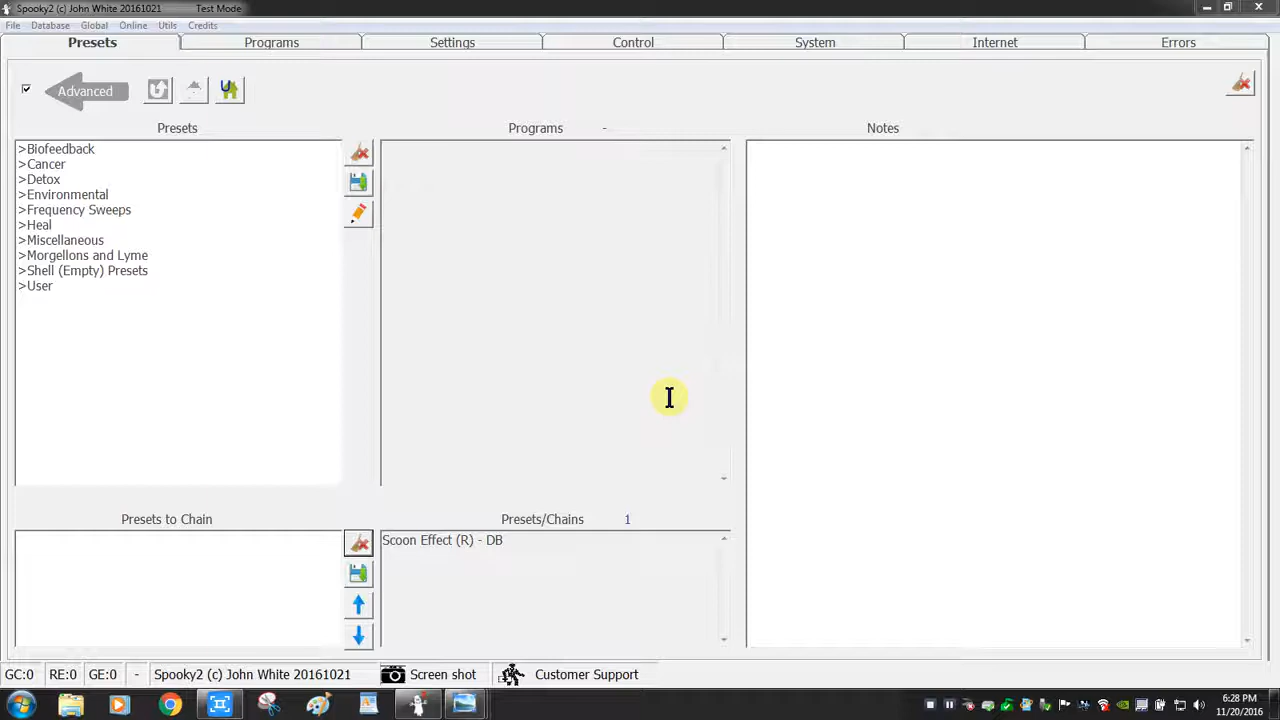 Spooky2 (c) John White 20161021 Test Mode
File Database Global Online Utils Credits
Presets Programs Settings Control System Internet Errors
Advanced
Presets Programs - Notes
>Biofeedback
>Cancer
>Detox
>Environmental
>Frequency Sweeps
>Heal
>Miscellaneous
>Morgellons and Lyme
>Shell (Empty) Presets
>User
Presets to Chain Presets/Chains 1
Scoon Effect (R) - DB
GC:0 RE:0 GE:0 - Spooky2 (c) John White 20161021 Screen shot Customer Support
6:28 PM
11/20/2016